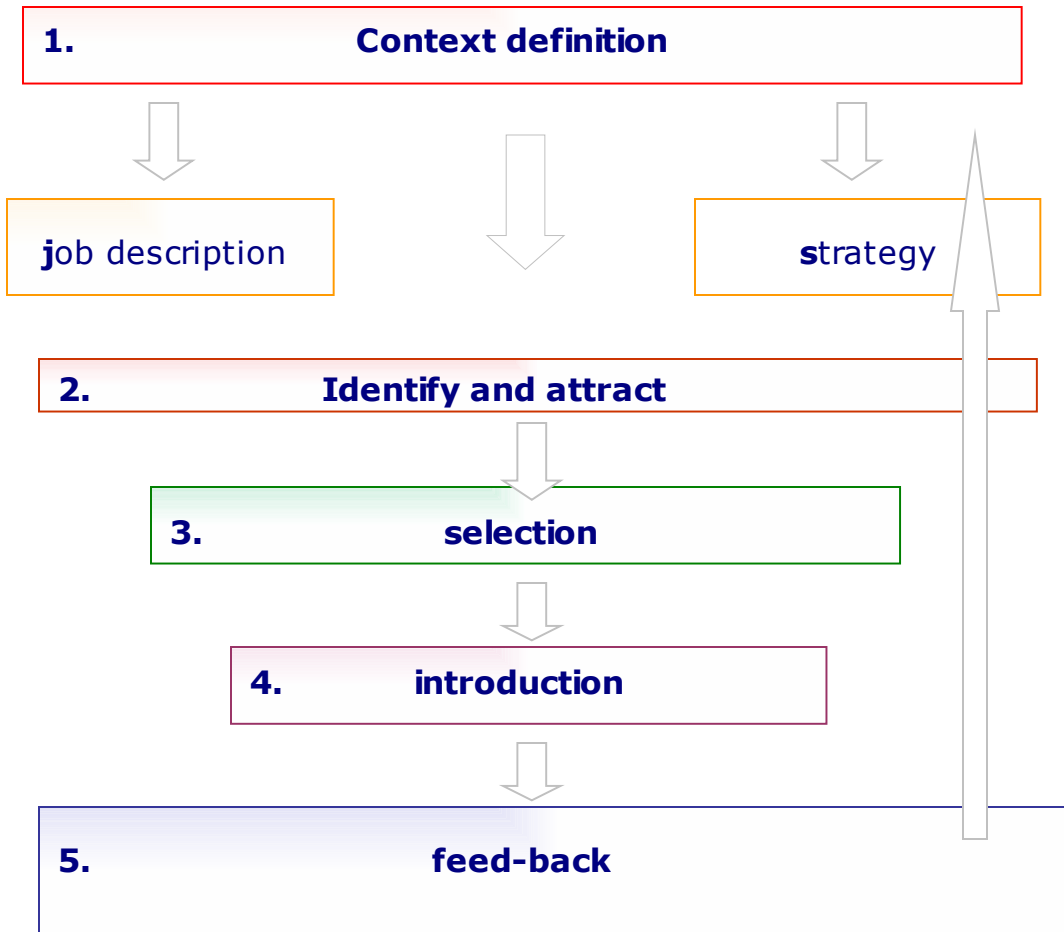 1. Context definition
job description
strategy
2. Identify and attract
3. selection
4. introduction
5. feed-back